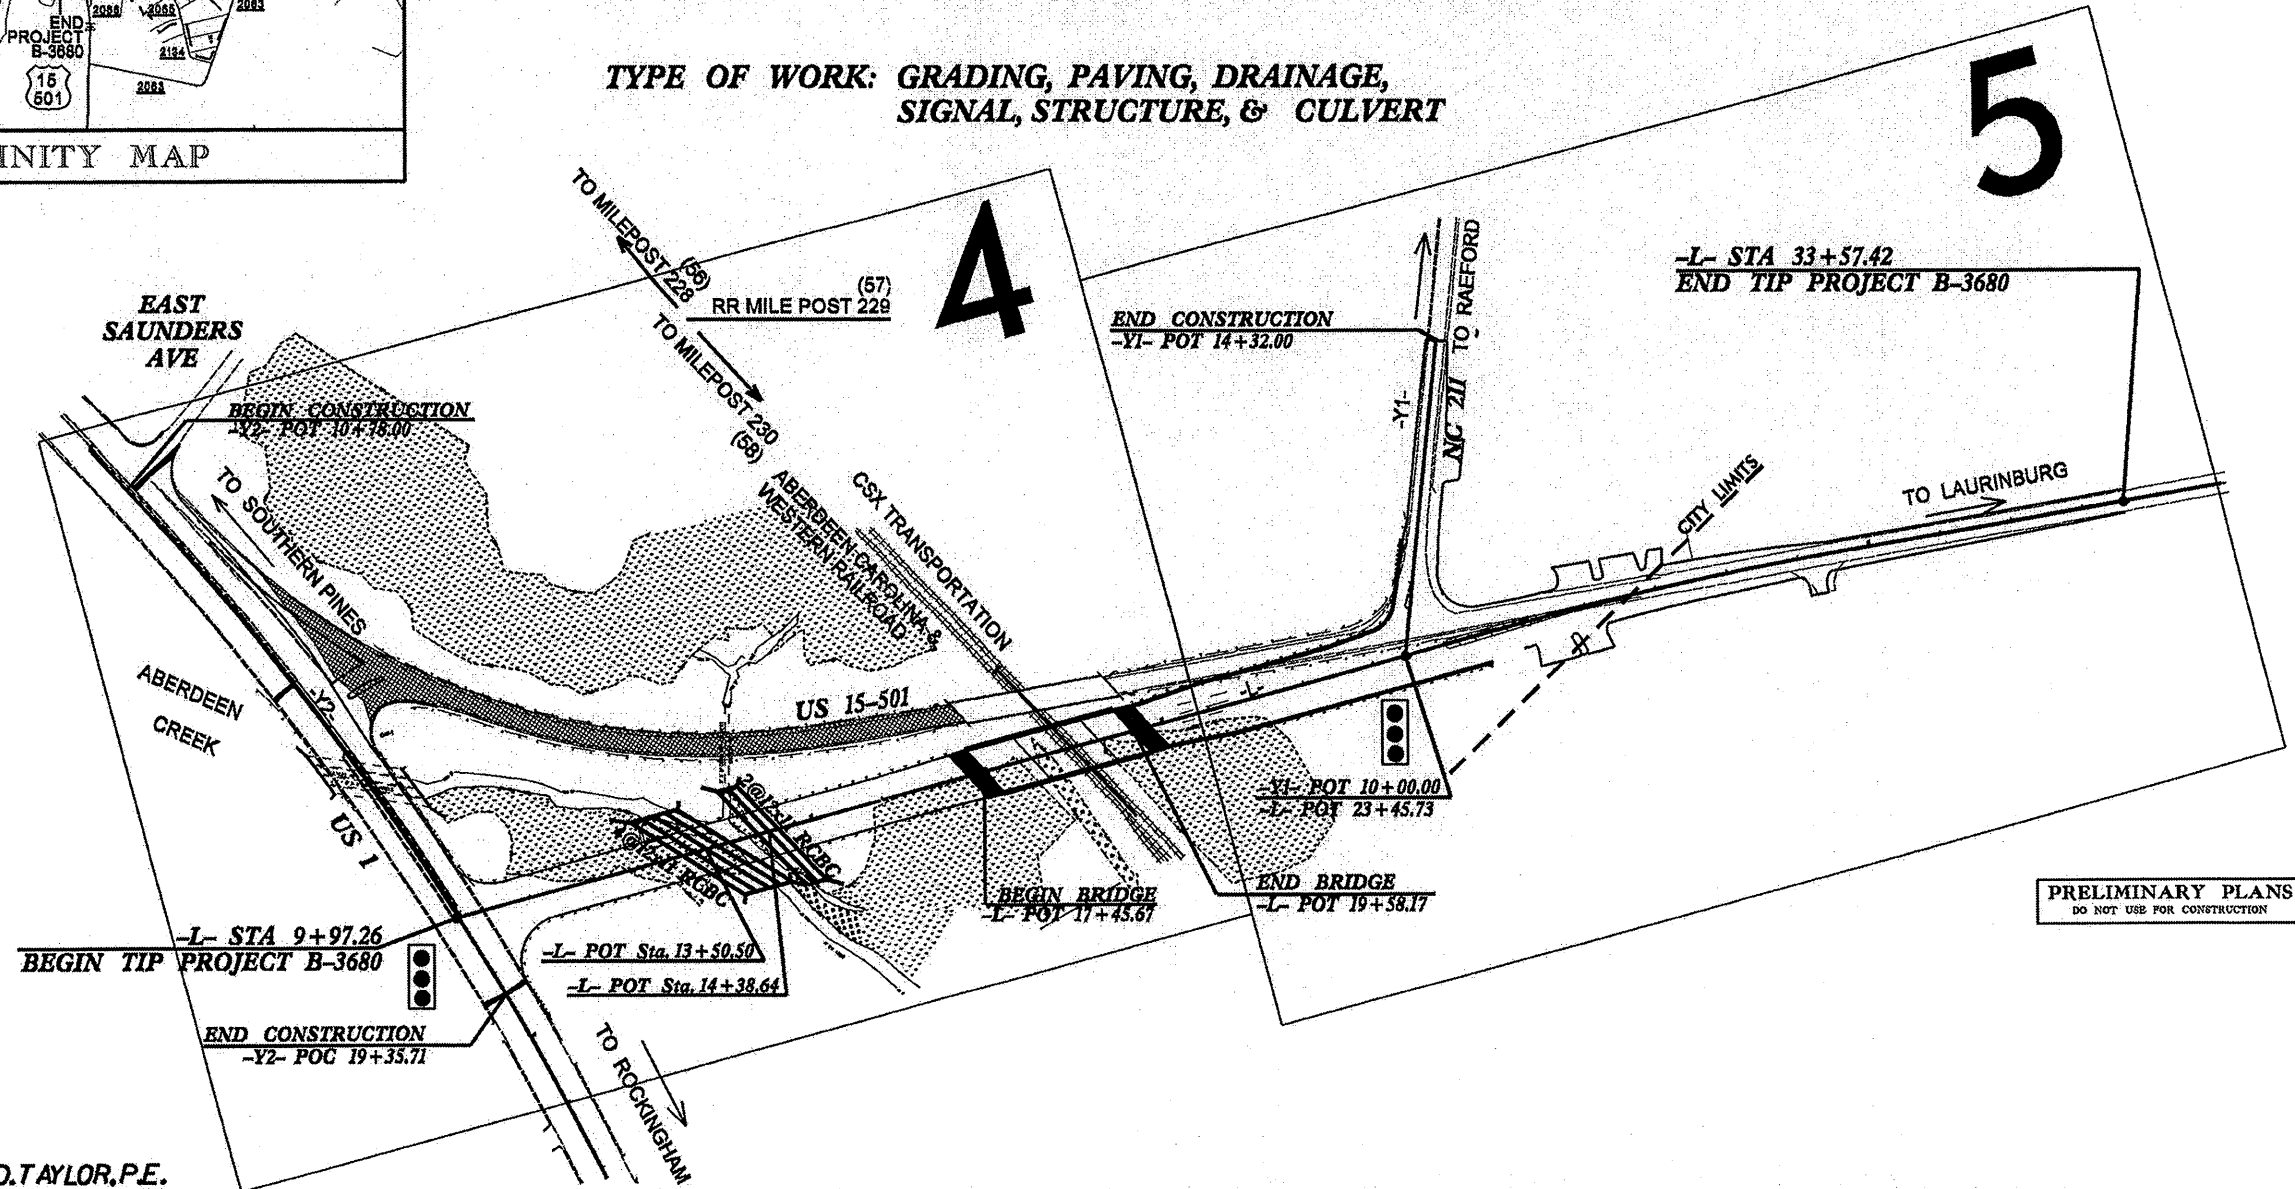 2086
2065
2063
END
PROJECT
B-3680
15
501
2134
2063
INITY MAP
TYPE OF WORK: GRADING, PAVING, DRAINAGE,
SIGNAL, STRUCTURE, & CULVERT
4
5
TO MILEPOST 228
(56)
(57)
RR MILE POST 229
TO MILEPOST 230
(58)
EAST
SAUNDERS
AVE
BEGIN CONSTRUCTION
-Y2- POT 10+78.00
TO SOUTHERN PINES
ABERDEEN CAROLINA &
WESTERN RAILROAD
CSX TRANSPORTATION
END CONSTRUCTION
-Y1- POT 14+32.00
-Y1-
NC 211
TO RAEFORD
-L- STA 33+57.42
END TIP PROJECT B-3680
CITY LIMITS
TO LAURINBURG
ABERDEEN
CREEK
-Y2-
US 1
US 15-501
-L-
2@12x11 RCBC
RCBC
-Y1- POT 10+00.00
-L- POT 23+45.73
BEGIN BRIDGE
-L- POT 17+45.67
END BRIDGE
-L- POT 19+58.17
PRELIMINARY PLANS
DO NOT USE FOR CONSTRUCTION
-L- STA 9+97.26
BEGIN TIP PROJECT B-3680
-L- POT Sta. 13+50.50
-L- POT Sta. 14+38.64
END CONSTRUCTION
-Y2- POC 19+35.71
TO ROCKINGHAM
D. TAYLOR, P.E.